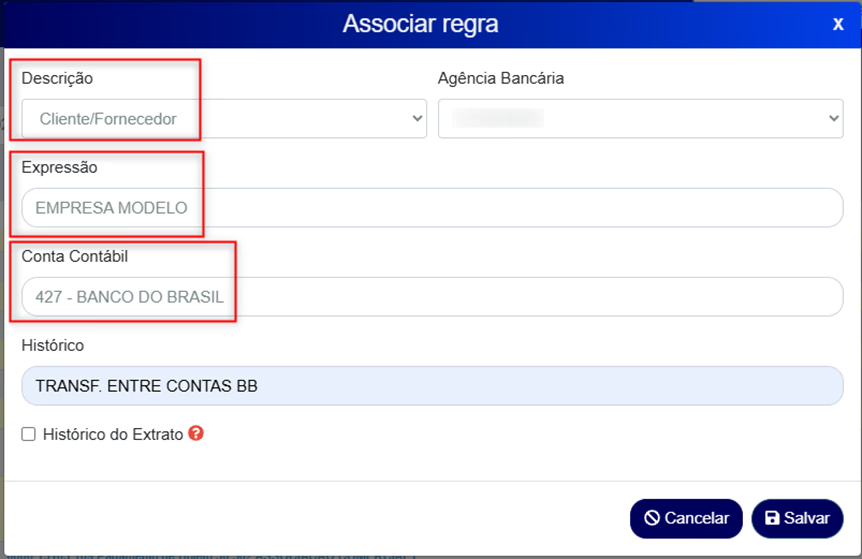 Associar regra
x
Descrição
Agência Bancária
Cliente/Fornecedor
Expressão
EMPRESA MODELO
Conta Contábil
427 - BANCO DO BRASIL
Histórico
TRANSF. ENTRE CONTAS BB
Histórico do Extrato ?
Cancelar
Salvar